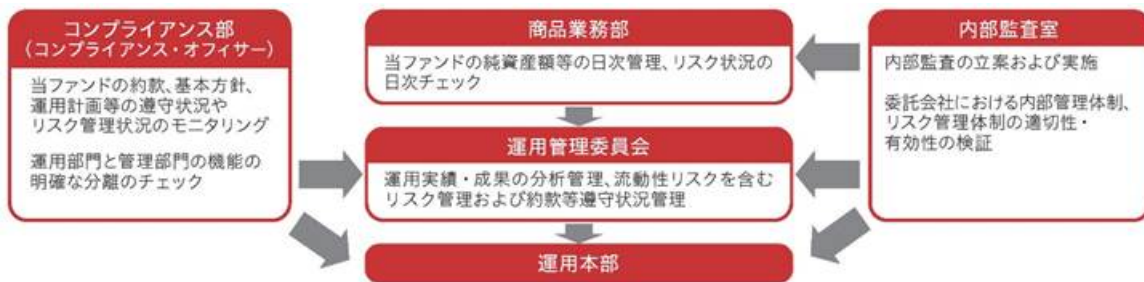 コンプライアンス部
(コンプライアンス・オフィサー)
当ファンドの約款、基本方針、
運用計画等の遵守状況や
リスク管理状況のモニタリング
運用部門と管理部門の機能の
明確な分離のチェック
商品業務部
当ファンドの純資産額等の日次管理、リスク状況の
日次チェック
運用管理委員会
運用実績・成果の分析管理、流動性リスクを含む
リスク管理および約款等遵守状況管理
運用本部
内部監査室
内部監査の立案および実施
委託会社における内部管理体制、
リスク管理体制の適切性・
有効性の検証